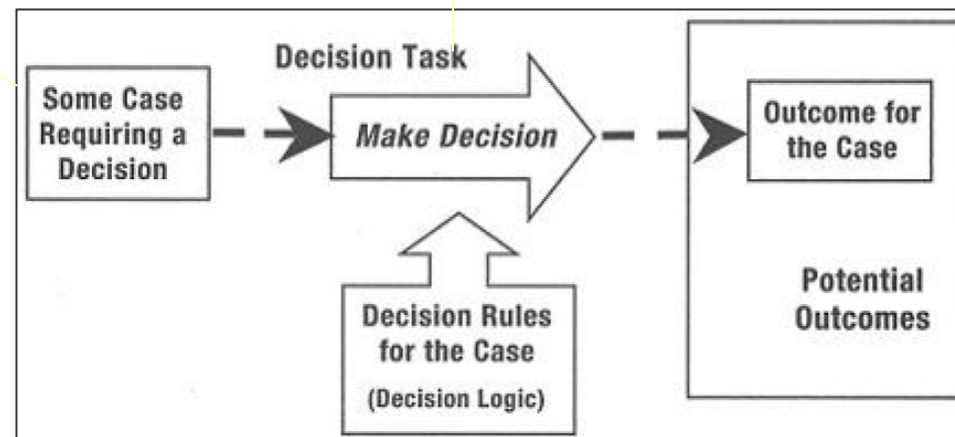 Decision Task
Some Case
Requiring a
Decision
Make Decision
Outcome for
the Case
Decision Rules
for the Case
(Decision Logic)
Potential
Outcomes